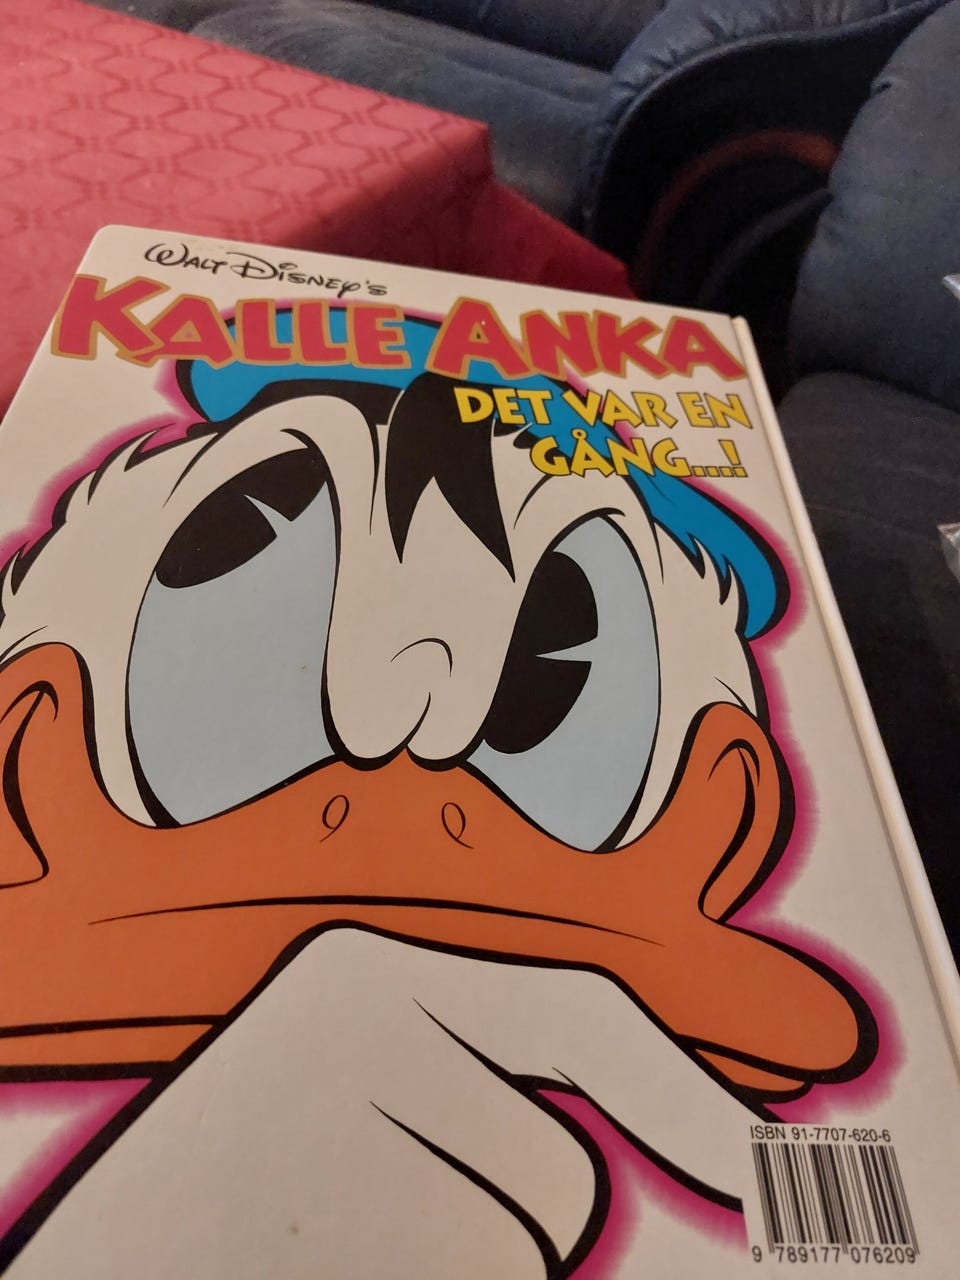 WALT DISNEY'S
KALLE ANKA
DET VAR EN
GÅNG...!
ISBN 91-7707-620-6
9 789177 076209